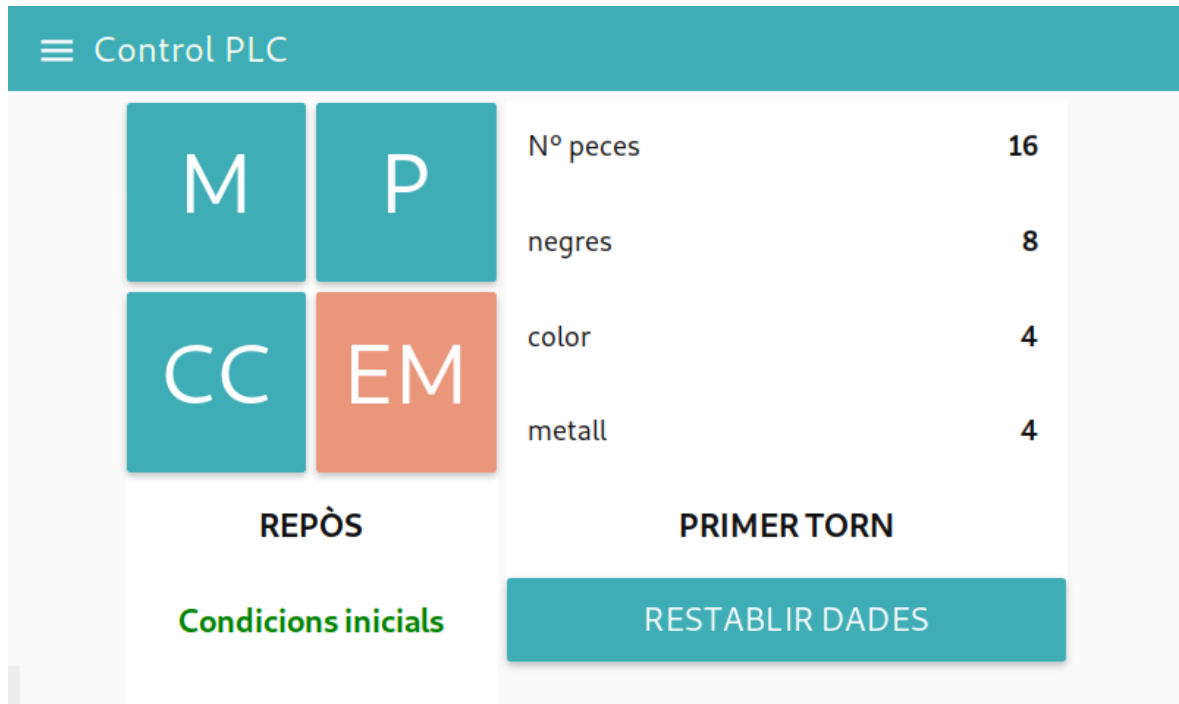 Control PLC
M P
CC EM
REPÒS
Condicions inicials
Nº peces 16
negres 8
color 4
metall 4
PRIMER TORN
RESTABLIR DADES